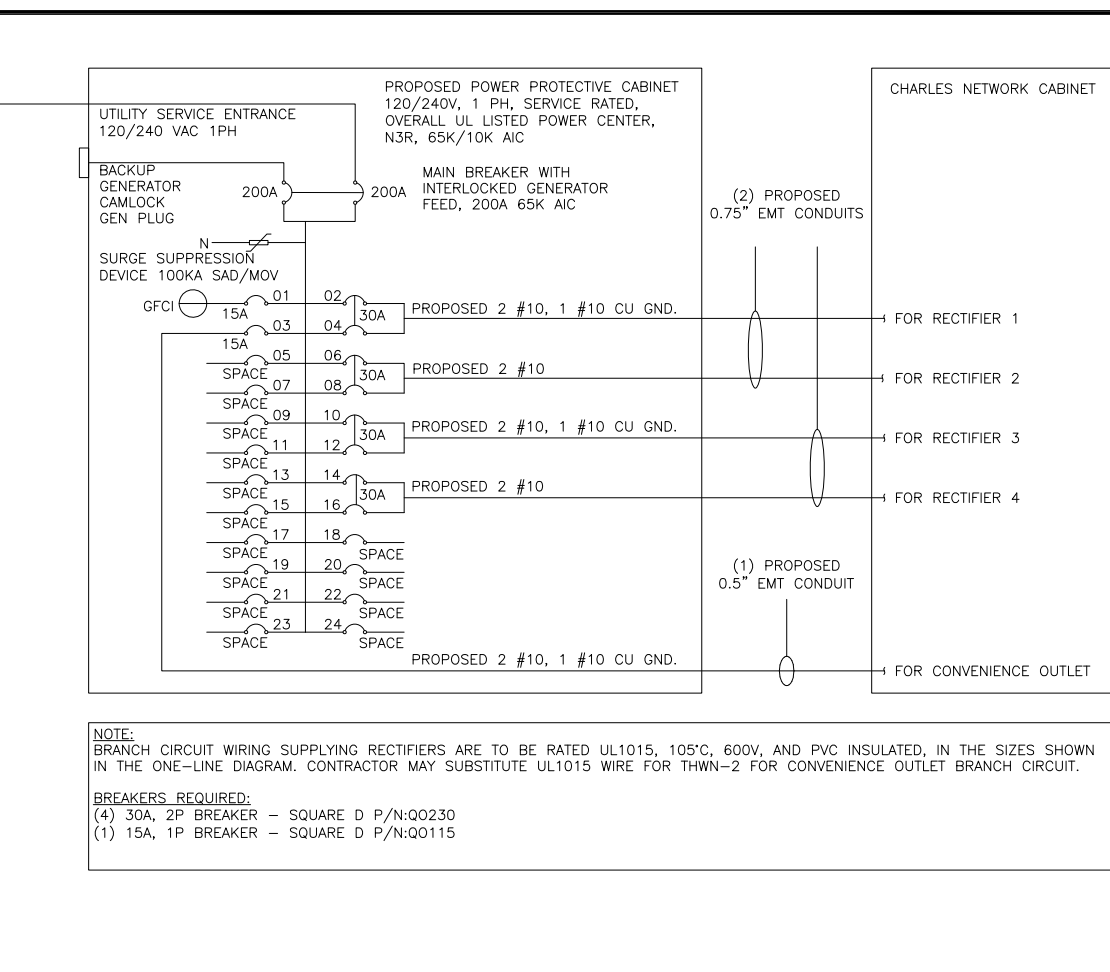 PROPOSED POWER PROTECTIVE CABINET
120/240V, 1 PH, SERVICE RATED,
OVERALL UL LISTED POWER CENTER,
N3R, 65K/10K AIC
CHARLES NETWORK CABINET
UTILITY SERVICE ENTRANCE
120/240 VAC 1PH
BACKUP
GENERATOR
CAMLOCK
GEN PLUG
200A
200A
MAIN BREAKER WITH
INTERLOCKED GENERATOR
FEED, 200A 65K AIC
(2) PROPOSED
0.75" EMT CONDUITS
N
SURGE SUPPRESSION
DEVICE 100KA SAD/MOV
GFCI
15A
01
02
30A
PROPOSED 2 #10, 1 #10 CU GND.
FOR RECTIFIER 1
15A
03
04
SPACE
05
06
30A
PROPOSED 2 #10
FOR RECTIFIER 2
SPACE
07
08
SPACE
09
10
30A
PROPOSED 2 #10, 1 #10 CU GND.
FOR RECTIFIER 3
SPACE
11
12
SPACE
13
14
30A
PROPOSED 2 #10
FOR RECTIFIER 4
SPACE
15
16
SPACE
17
18
SPACE
SPACE
19
20
SPACE
SPACE
21
22
SPACE
SPACE
23
24
SPACE
(1) PROPOSED
0.5" EMT CONDUIT
PROPOSED 2 #10, 1 #10 CU GND.
FOR CONVENIENCE OUTLET
NOTE:
BRANCH CIRCUIT WIRING SUPPLYING RECTIFIERS ARE TO BE RATED UL1015, 105°C, 600V, AND PVC INSULATED, IN THE SIZES SHOWN
IN THE ONE-LINE DIAGRAM. CONTRACTOR MAY SUBSTITUTE UL1015 WIRE FOR THWN-2 FOR CONVENIENCE OUTLET BRANCH CIRCUIT.
BREAKERS REQUIRED:
(4) 30A, 2P BREAKER - SQUARE D P/N:QO230
(1) 15A, 1P BREAKER - SQUARE D P/N:QO115